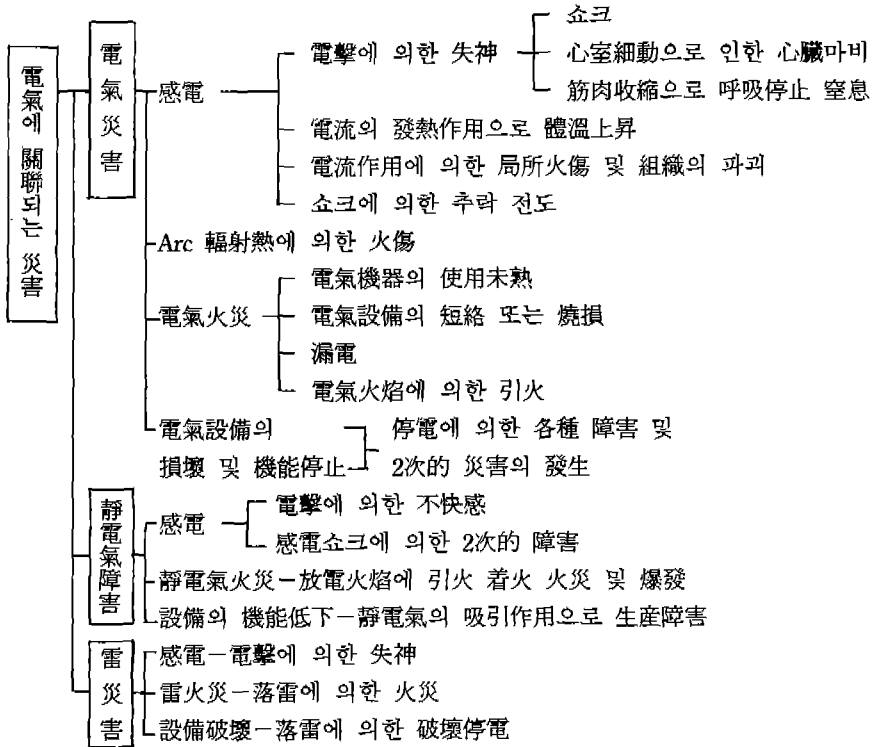 電氣에 關聯되는 災害
電氣災害
感電
電擊에 의한 失神
쇼크
心室細動으로 인한 心臟마비
筋肉收縮으로 呼吸停止 窒息
電流의 發熱作用으로 體溫上昇
電流作用에 의한 局所火傷 및 組織의 파괴
쇼크에 의한 추락 전도
Arc 輻射熱에 의한 火傷
電氣火災
電氣機器의 使用未熟
電氣設備의 短絡 또는 燒損
漏電
電氣火焰에 의한 引火
電氣設備의
損壞 및 機能停止
停電에 의한 各種 障害 및
2次的 災害의 發生
靜電氣障害
感電
電擊에 의한 不快感
感電쇼크에 의한 2次的 障害
靜電氣火災-放電火焰에 引火 着火 火災 및 爆發
設備의 機能低下-靜電氣의 吸引作用으로 生産障害
雷災害
感電-電擊에 의한 失神
雷火災-落雷에 의한 火災
設備破壞-落雷에 의한 破壞停電